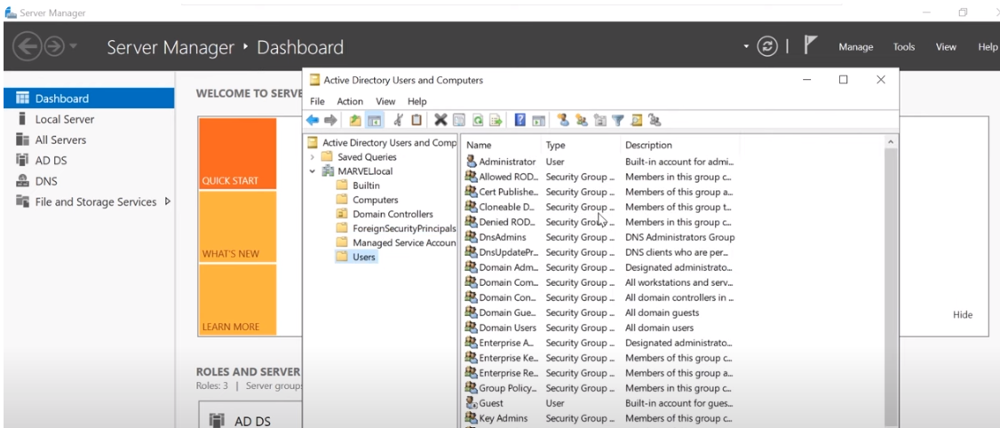 Server Manager
Server Manager ‣ Dashboard
Manage Tools View Help
Dashboard
Local Server
All Servers
AD DS
DNS
File and Storage Services
WELCOME TO SERVE
QUICK START
WHAT'S NEW
LEARN MORE
Hide
ROLES AND SERVER
Roles: 3 | Server group
AD DS
Active Directory Users and Computers
File Action View Help
Active Directory Users and Comp
Saved Queries
MARVEL.local
Builtin
Computers
Domain Controllers
ForeignSecurityPrincipals
Managed Service Accoun
Users
Name Type Description
Administrator User Built-in account for admi...
Allowed ROD... Security Group ... Members in this group c...
Cert Publishe... Security Group ... Members of this group a...
Cloneable D... Security Group ... Members of this group t...
Denied ROD... Security Group ... Members in this group c...
DnsAdmins Security Group ... DNS Administrators Group
DnsUpdatePr... Security Group ... DNS clients who are per...
Domain Adm... Security Group ... Designated administrato...
Domain Com... Security Group ... All workstations and serv...
Domain Con... Security Group ... All domain controllers in ...
Domain Gue... Security Group ... All domain guests
Domain Users Security Group ... All domain users
Enterprise A... Security Group ... Designated administrato...
Enterprise Ke... Security Group ... Members of this group c...
Enterprise Re... Security Group ... Members of this group a...
Group Policy... Security Group ... Members in this group c...
Guest User Built-in account for gues...
Key Admins Security Group ... Members of this group c...